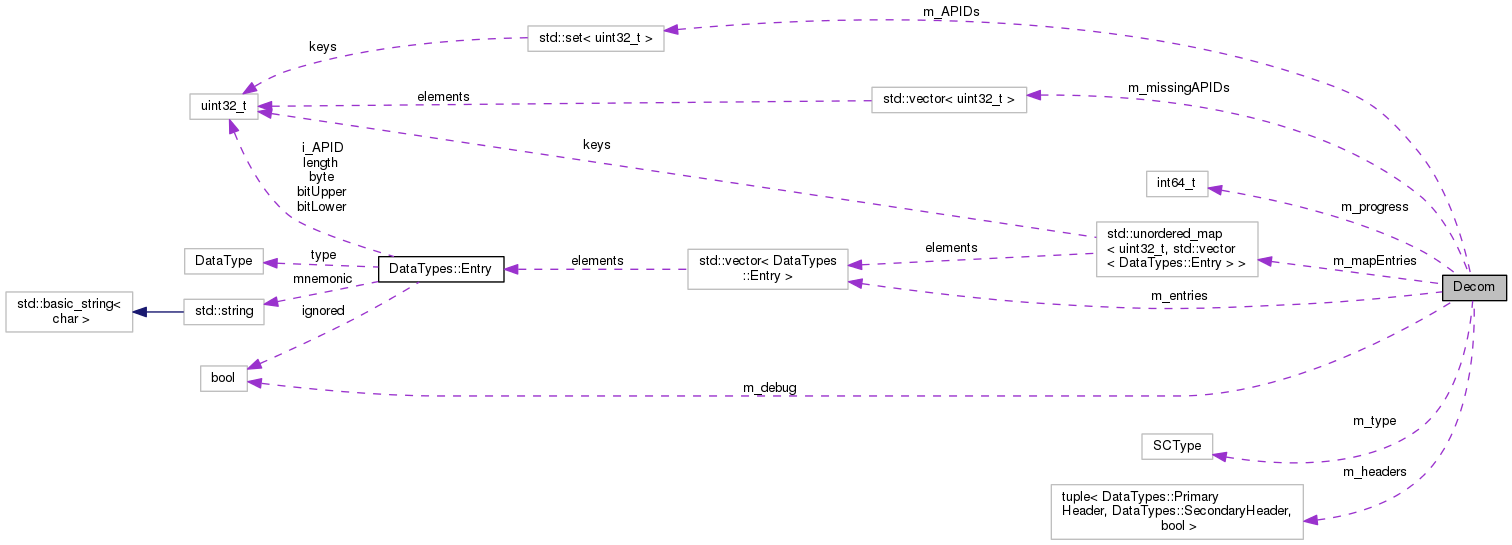 m_APIDs
std::set< uint32_t >
keys
uint32_t
elements
std::vector< uint32_t >
m_missingAPIDs
keys
i_APID
length
byte
bitUpper
bitLower
int64_t
m_progress
std::unordered_map
< uint32_t, std::vector
< DataTypes::Entry > >
elements
m_mapEntries
DataType
type
DataTypes::Entry
elements
std::vector< DataTypes
::Entry >
mnemonic
m_entries
Decom
std::basic_string<
char >
std::string
ignored
bool
m_debug
m_type
SCType
m_headers
tuple< DataTypes::Primary
Header, DataTypes::SecondaryHeader,
bool >